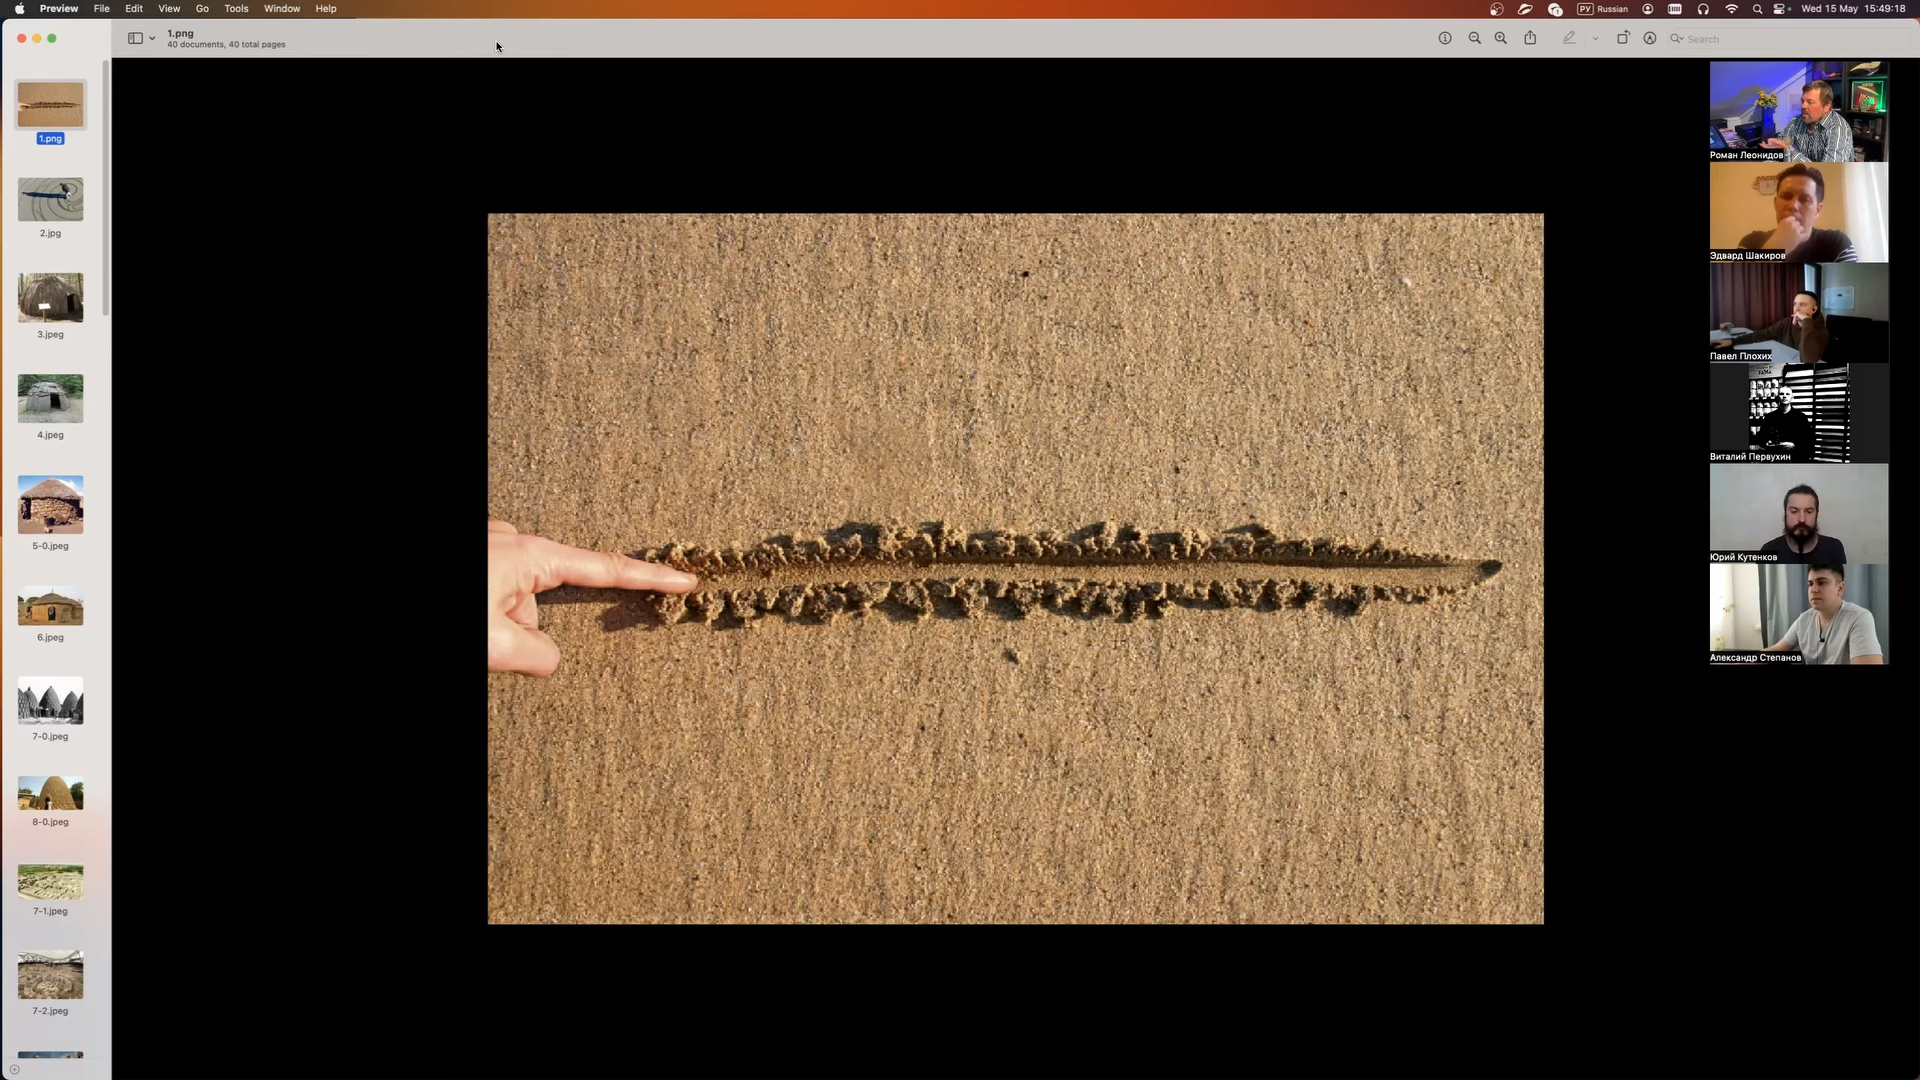 Preview File Edit View Go Tools Window Help
РУ Russian Wed 15 May 15:49:18
1.png
40 documents, 40 total pages
Search
1.png
2.jpg
3.jpeg
4.jpeg
5-0.jpeg
6.jpeg
7-0.jpeg
8-0.jpeg
7-1.jpeg
7-2.jpeg
Роман Леонидов
Эдвард Шакиров
Павел Плохих
Виталий Первухин
Юрий Кутенков
Александр Степанов